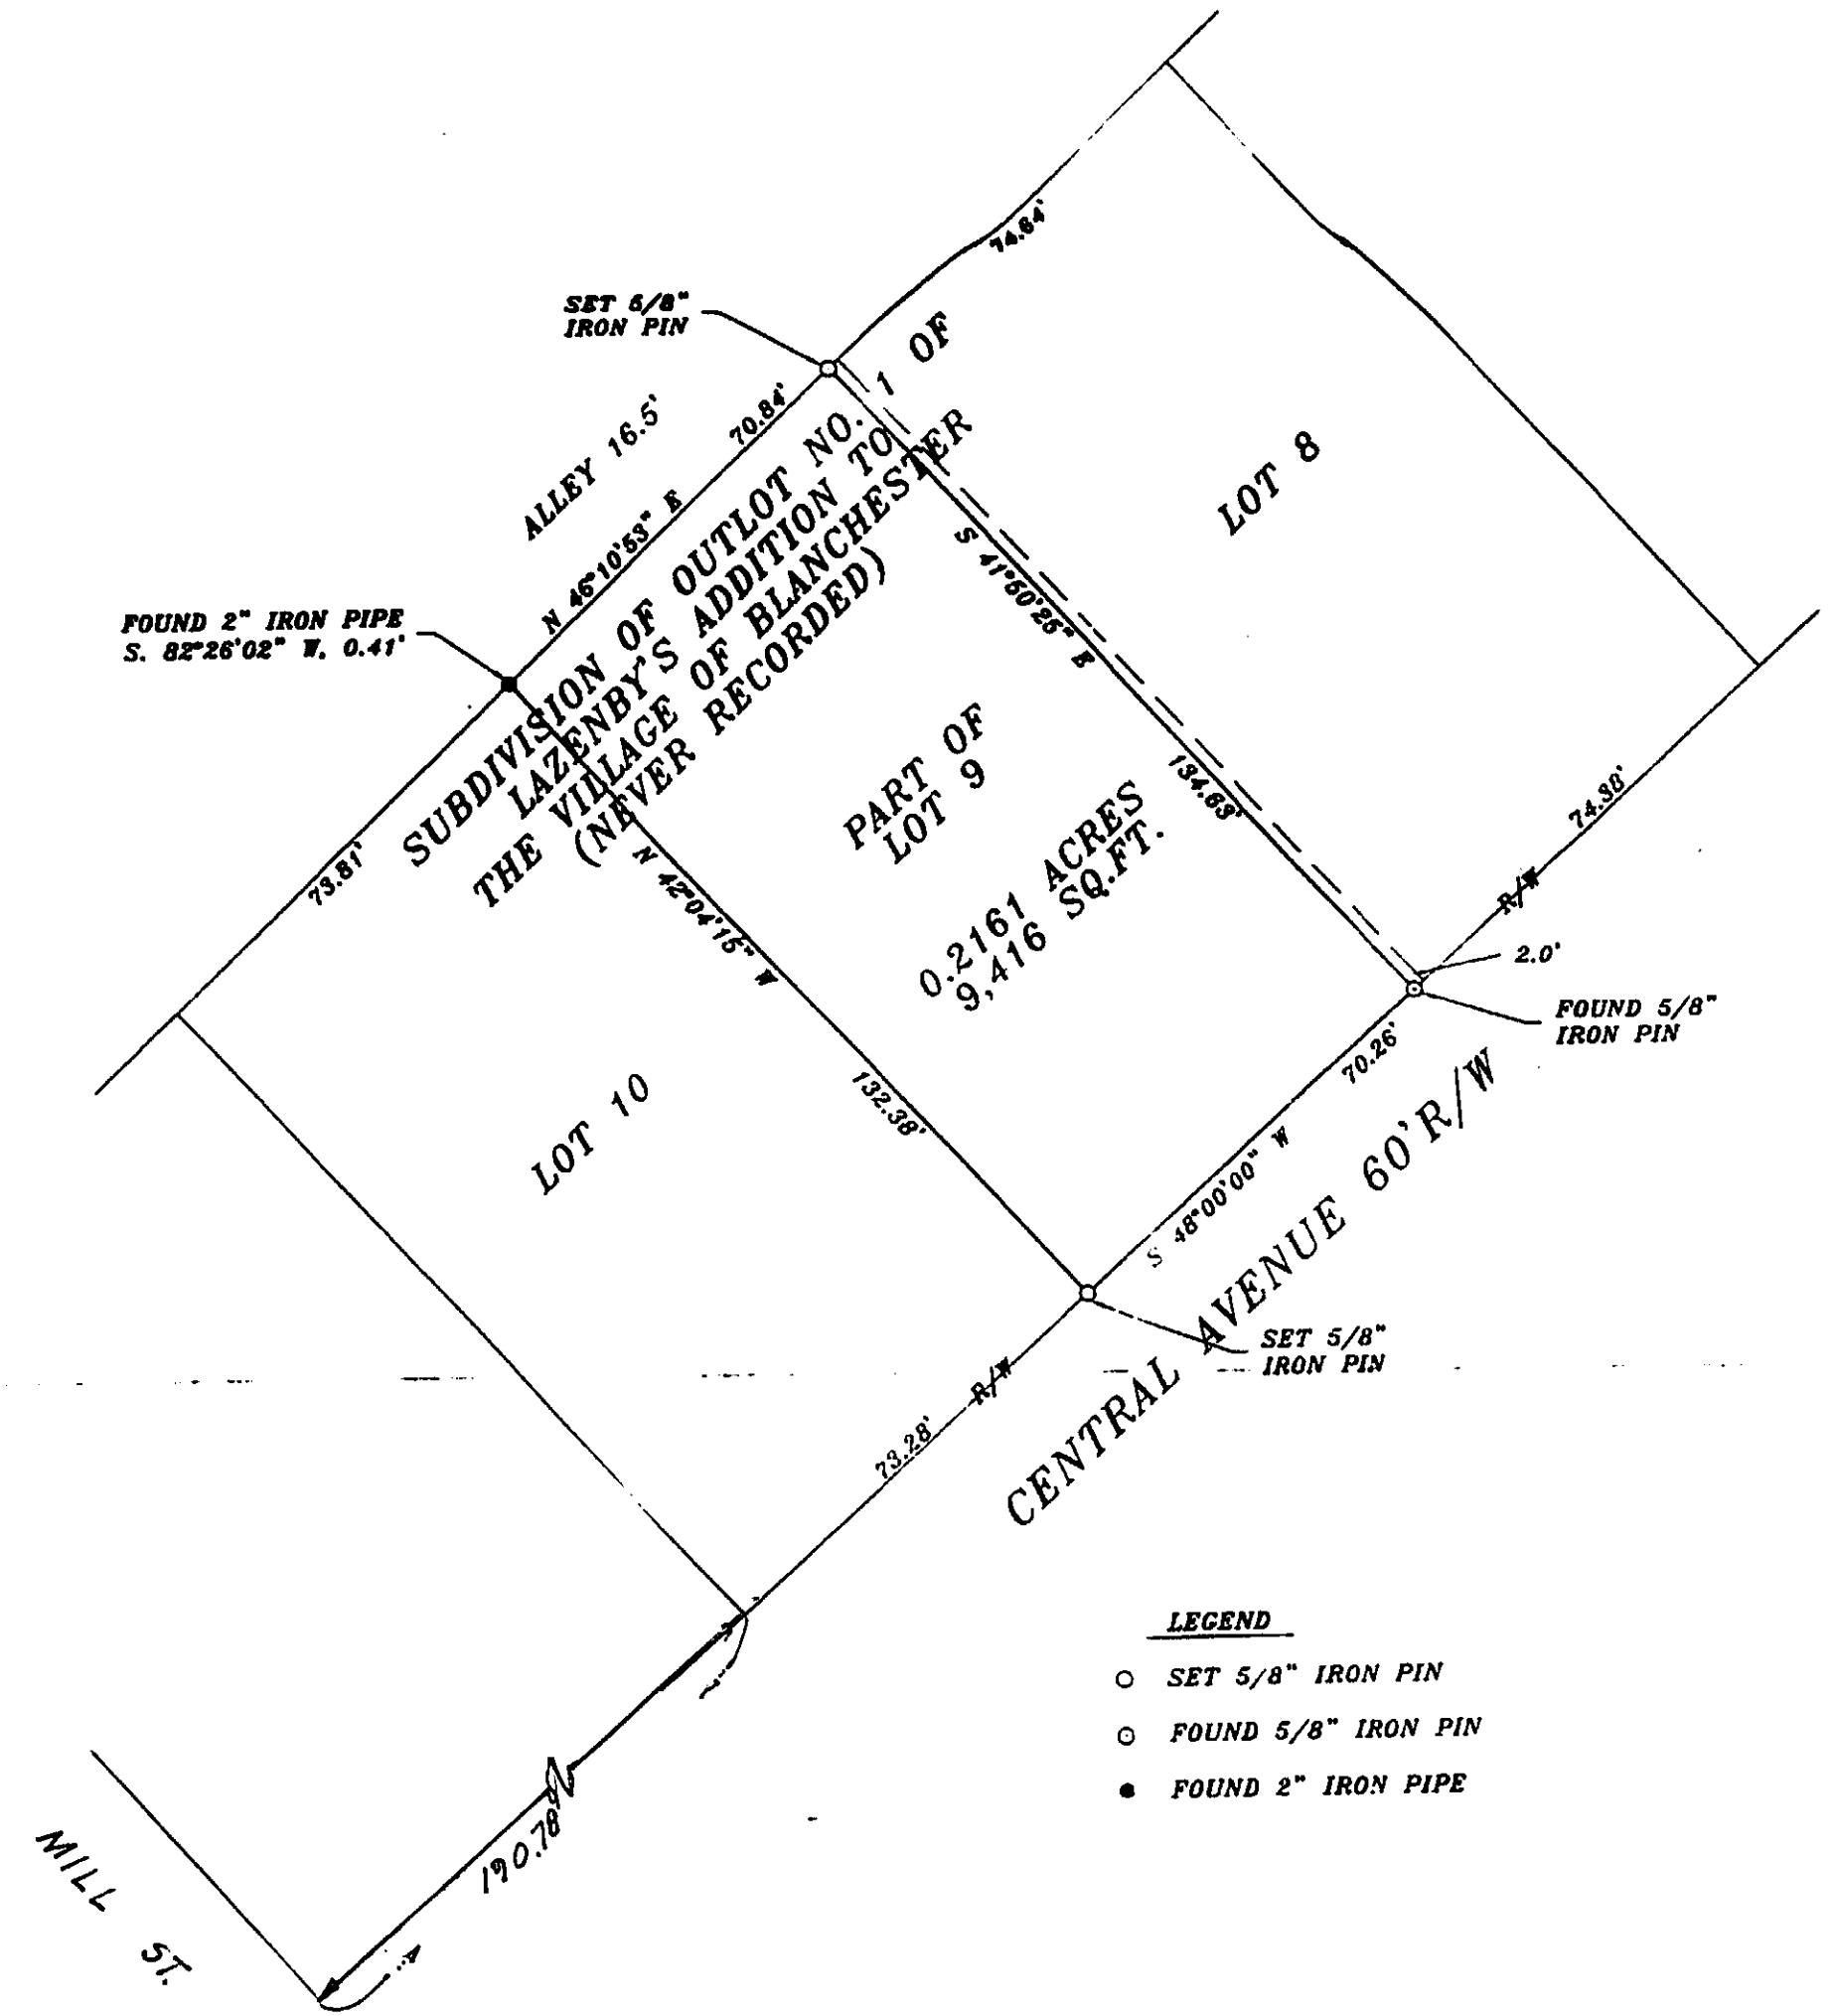 74.64'
SET 5/8"
IRON PIN
ALLEY 16.5'
70.84'
N 46°10'53" E
SUBDIVISION OF OUTLOT NO. 1 OF
LAZENBY'S ADDITION TO
THE VILLAGE OF BLANCHESTER
(NEVER RECORDED)
LOT 8
FOUND 2" IRON PIPE
S. 82°26'02" W, 0.41'
S 41°50'25" E
134.63'
PART OF
LOT 9
0.2161 ACRES
9,416 SQ.FT.
74.38'
R/W
2.0'
FOUND 5/8"
IRON PIN
73.81'
N 42°04'15" W
132.38'
LOT 10
70.26'
S 48°00'00" W
CENTRAL AVENUE 60' R/W
SET 5/8"
IRON PIN
R/W
73.28'
190.78'
MILL ST.
LEGEND
SET 5/8" IRON PIN
FOUND 5/8" IRON PIN
FOUND 2" IRON PIPE